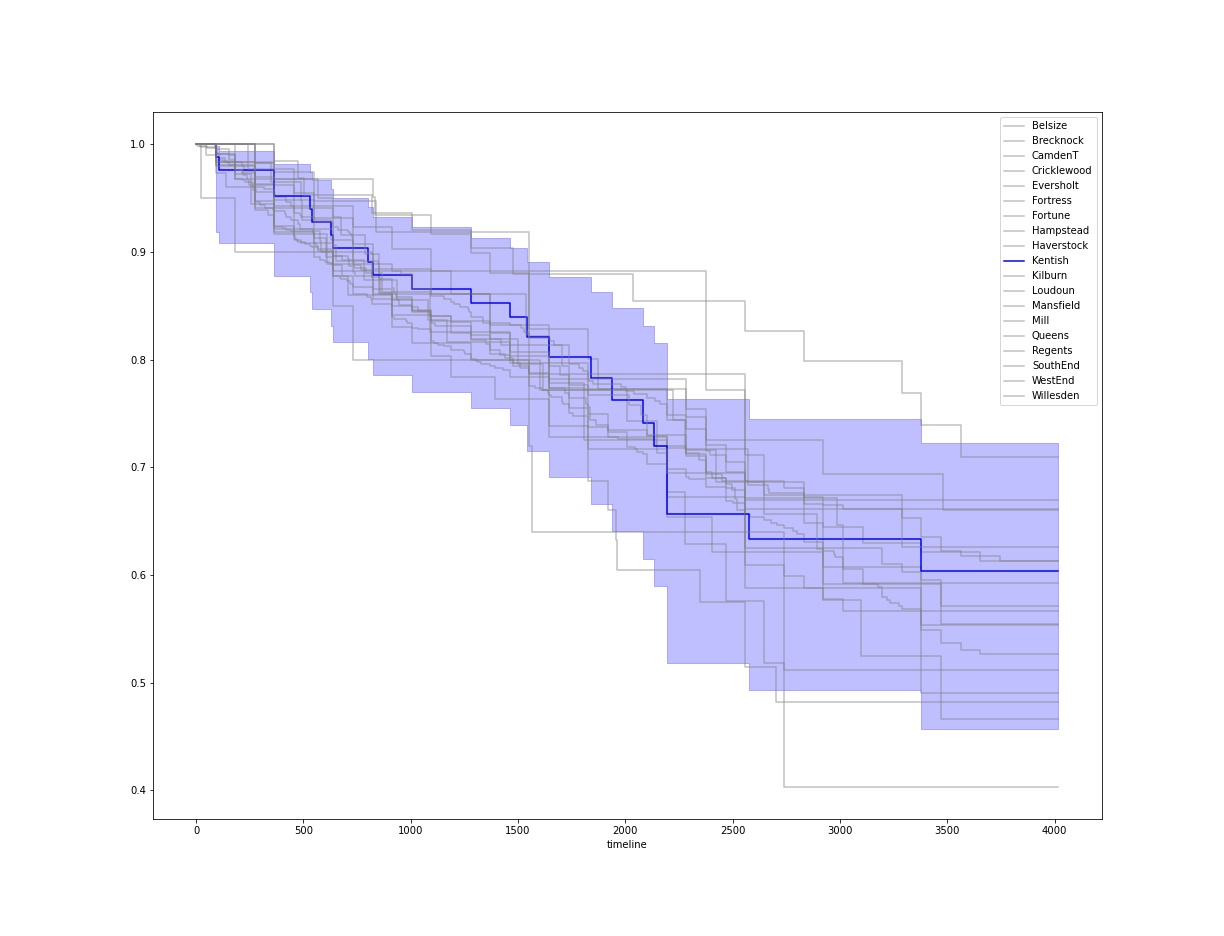 1.0
0.9
0.8
0.7
0.6
0.5
0.4
0
500
1000
1500
2000
2500
3000
3500
4000
timeline
Belsize
Brecknock
CamdenT
Cricklewood
Eversholt
Fortress
Fortune
Hampstead
Haverstock
Kentish
Kilburn
Loudoun
Mansfield
Mill
Queens
Regents
SouthEnd
WestEnd
Willesden